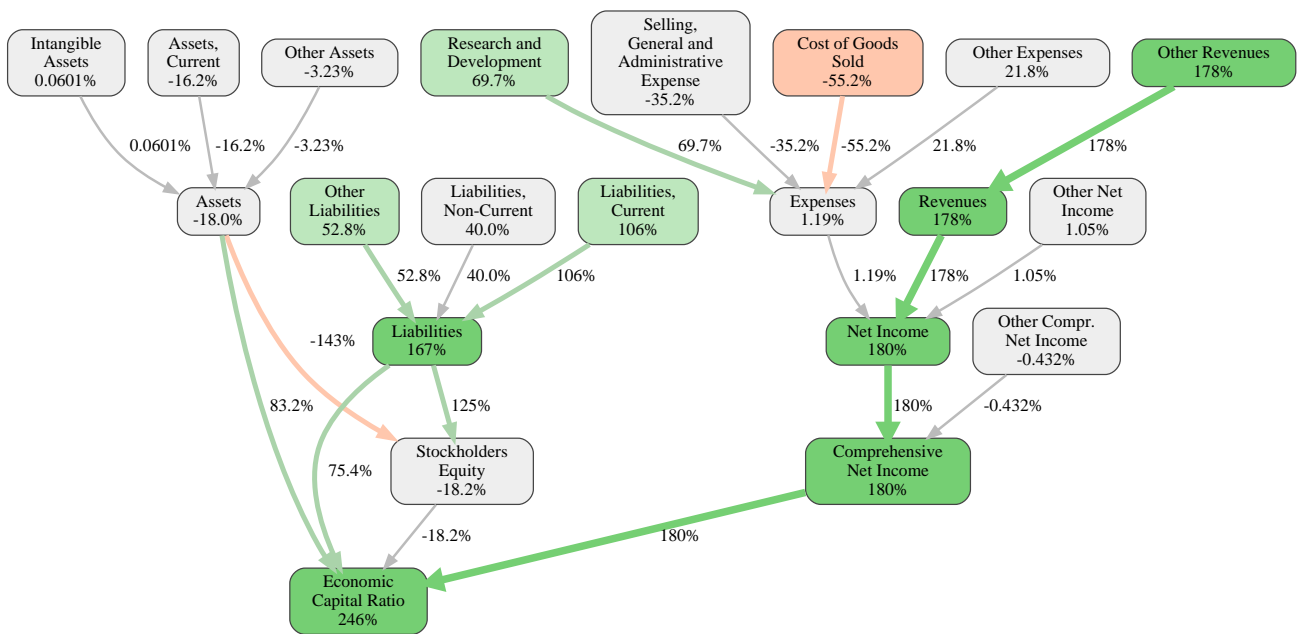 Intangible
Assets
0.0601%
Assets,
Current
-16.2%
Other Assets
-3.23%
Research and
Development
69.7%
Selling,
General and
Administrative
Expense
-35.2%
Cost of Goods
Sold
-55.2%
Other Expenses
21.8%
Other Revenues
178%
0.0601%
-16.2%
-3.23%
69.7%
-35.2%
-55.2%
21.8%
178%
Assets
-18.0%
Other
Liabilities
52.8%
Liabilities,
Non-Current
40.0%
Liabilities,
Current
106%
Expenses
1.19%
Revenues
178%
Other Net
Income
1.05%
52.8%
40.0%
106%
1.19%
178%
1.05%
Liabilities
167%
Net Income
180%
Other Compr.
Net Income
-0.432%
-143%
83.2%
125%
180%
-0.432%
75.4%
Stockholders
Equity
-18.2%
Comprehensive
Net Income
180%
-18.2%
180%
Economic
Capital Ratio
246%